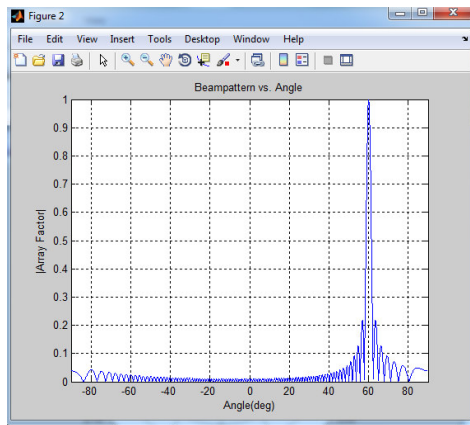 Figure 2
File Edit View Insert Tools Desktop Window Help
Beampattern vs. Angle
1
0.9
0.8
0.7
0.6
0.5
0.4
0.3
0.2
0.1
0
|Array Factor|
-80 -60 -40 -20 0 20 40 60 80
Angle(deg)